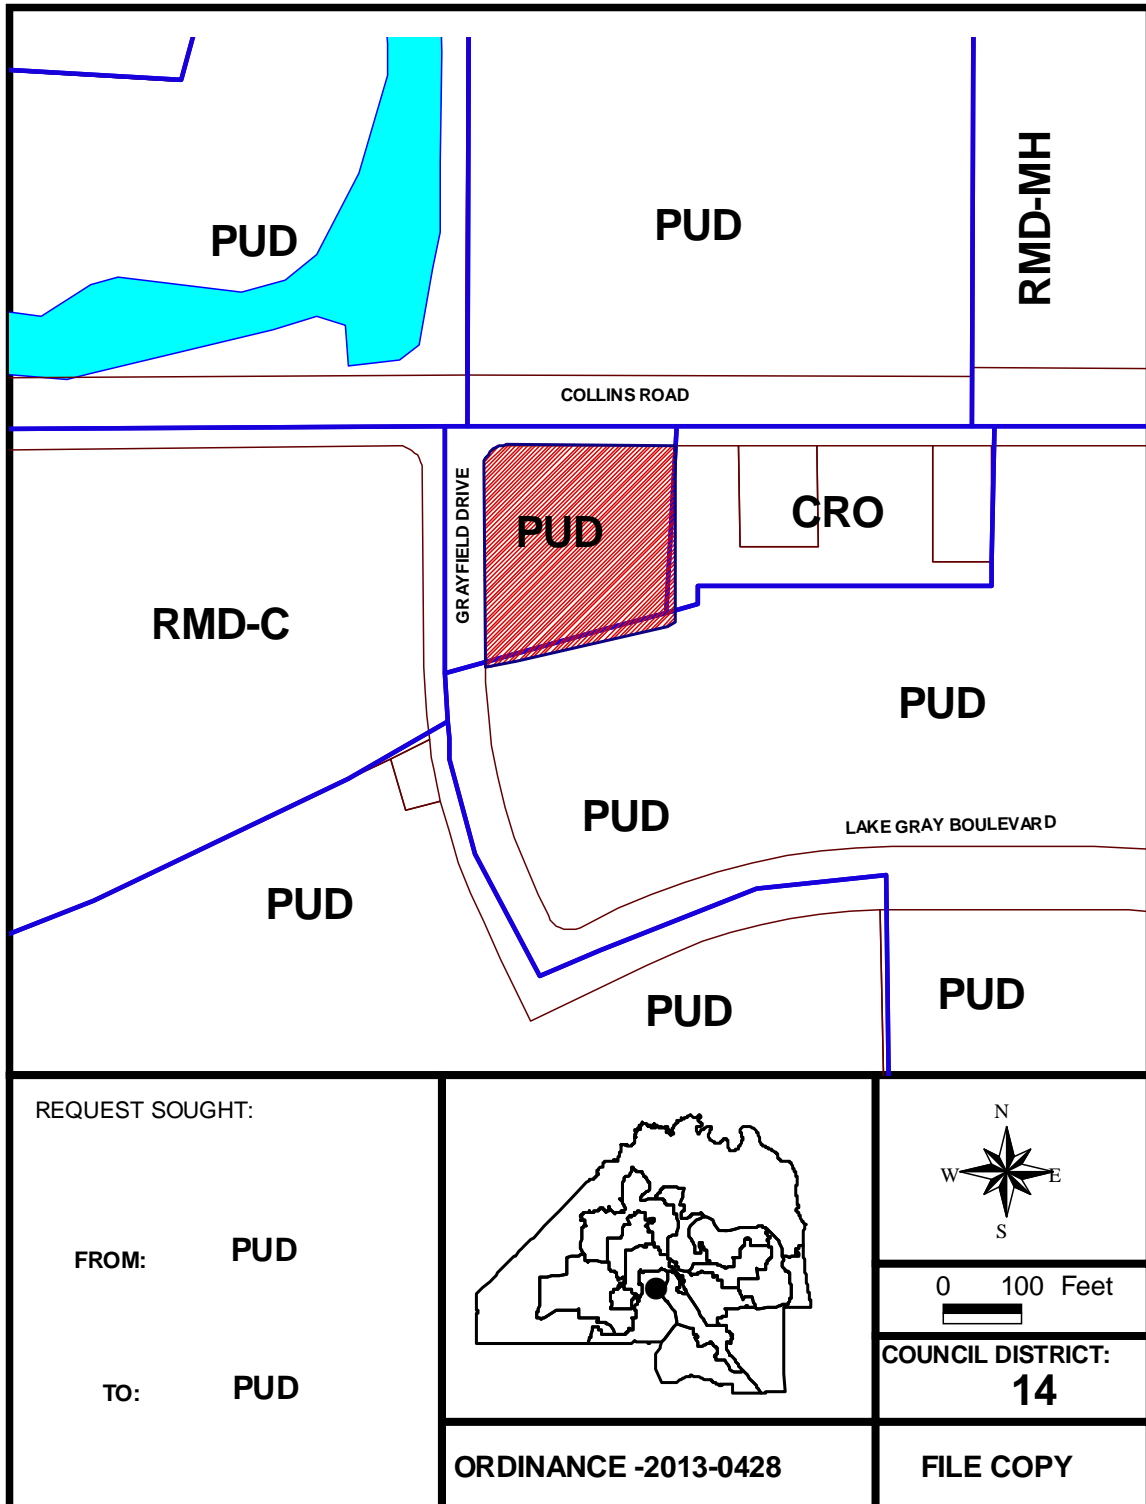 PUD
PUD
RMD-MH
COLLINS ROAD
GRAYFIELD DRIVE
PUD
CRO
RMD-C
PUD
PUD
LAKE GRAY BOULEVARD
PUD
PUD
PUD
REQUEST SOUGHT:
FROM: PUD
TO: PUD
N
W E
S
0 100 Feet
COUNCIL DISTRICT:
14
ORDINANCE -2013-0428
FILE COPY